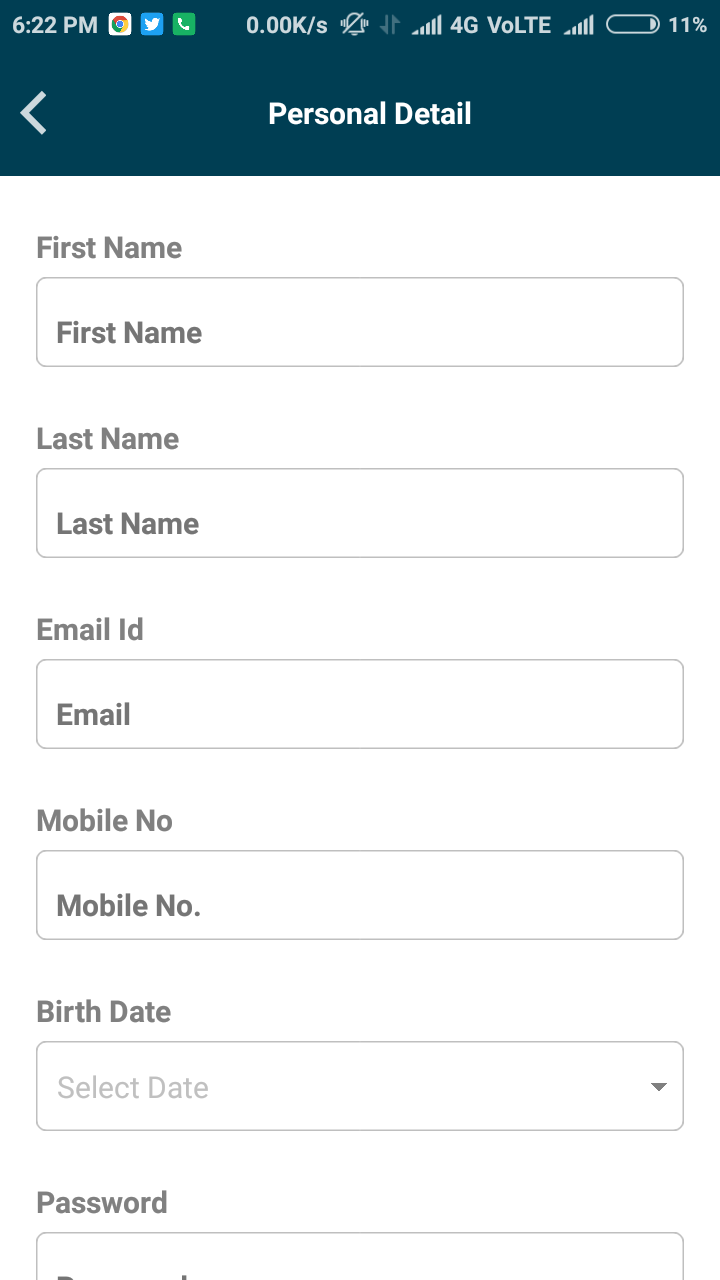 6:22 PM 0.00K/s 4G VoLTE 11%
Personal Detail
First Name
First Name
Last Name
Last Name
Email Id
Email
Mobile No
Mobile No.
Birth Date
Select Date
Password